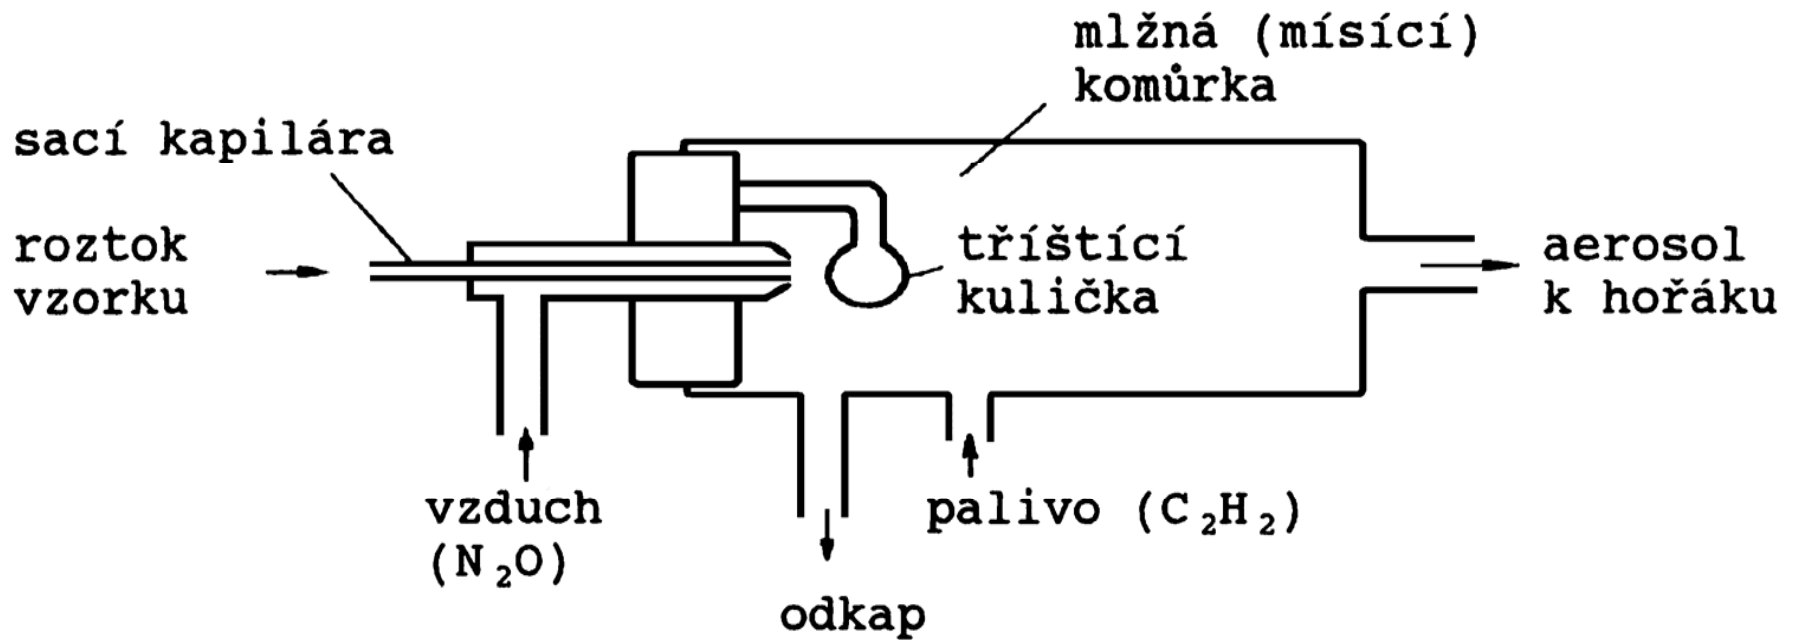 mlžná (mísící)
komůrka
sací kapilára
roztok
vzorku
tříštící
kulička
aerosol
k hořáku
vzduch
(N₂O)
palivo (C₂H₂)
odkap